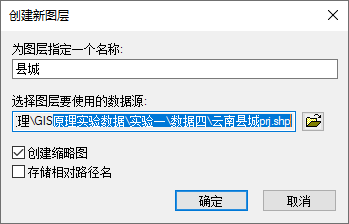 创建新图层
为图层指定一个名称:
县城
选择图层要使用的数据源:
理\GIS原理实验数据\实验一\数据四\云南县城prj.shp
创建缩略图
存储相对路径名
确定
取消